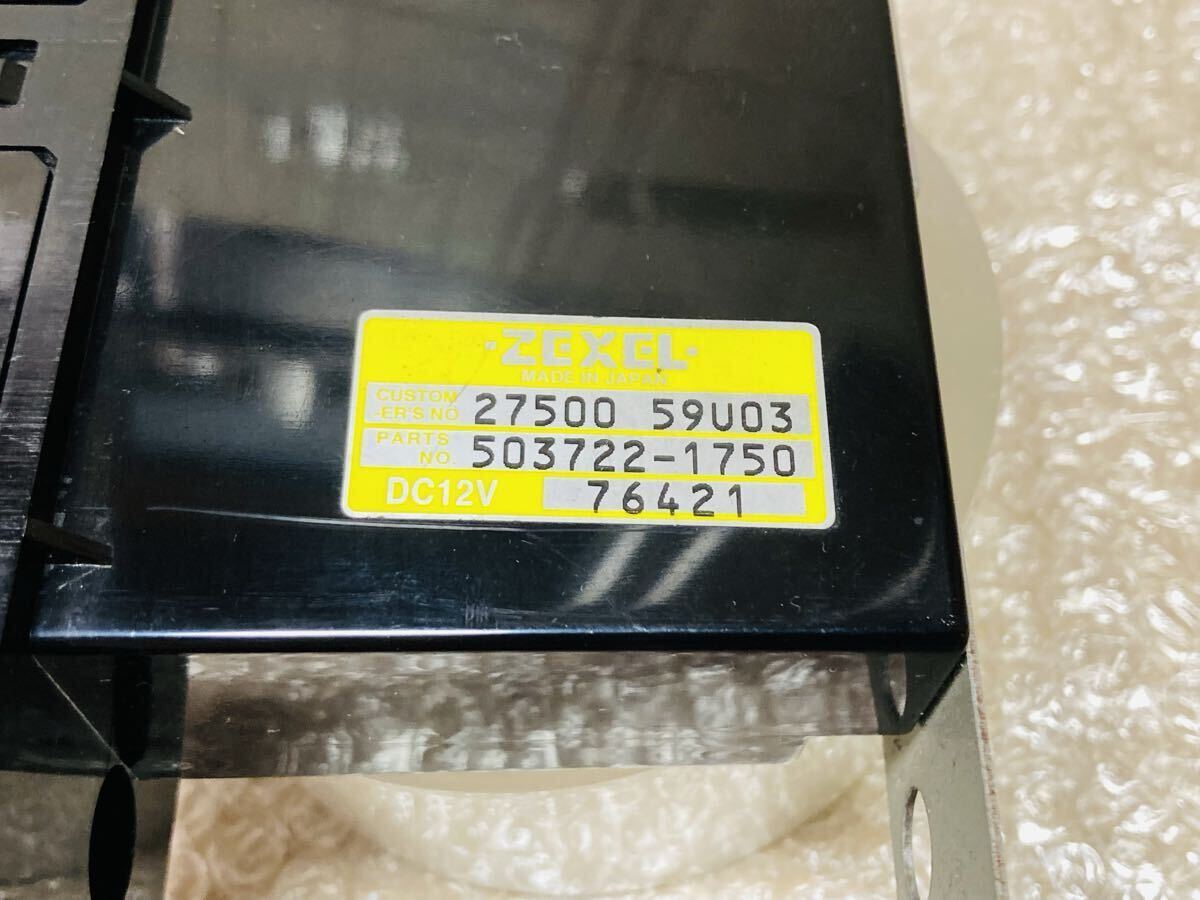 ·ZEXEL·
MADE IN JAPAN
CUSTOM
-ER'S NO 27500 59U03
PARTS
NO. 503722-1750
DC12V 76421